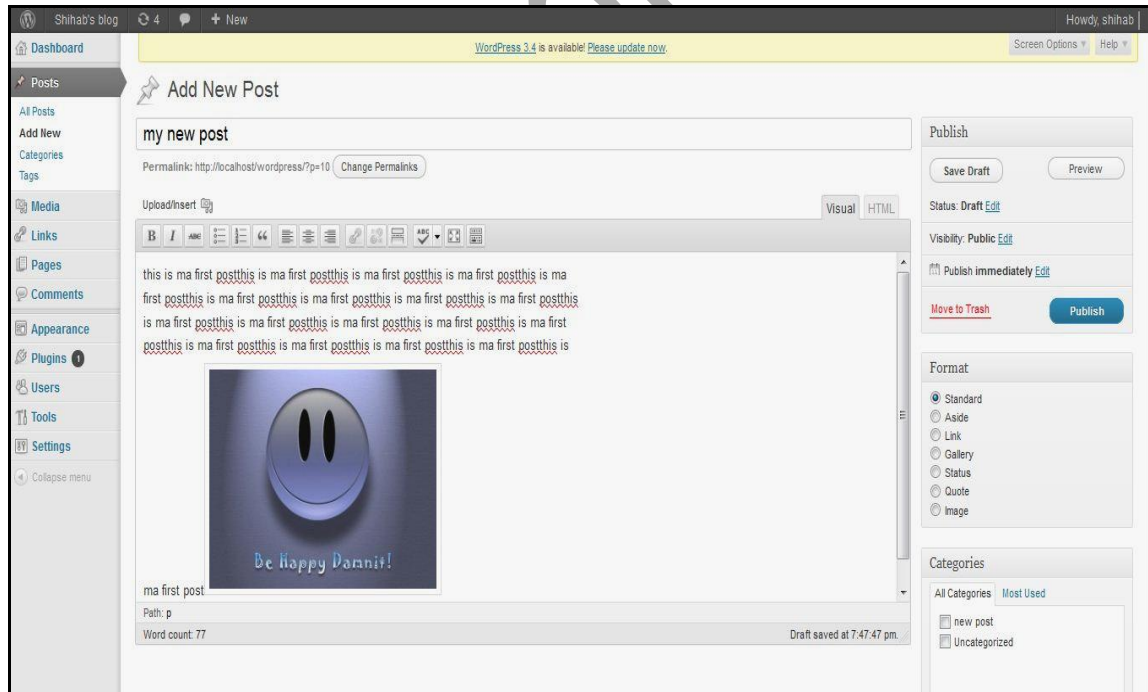 Shihab's blog 4 + New Howdy, shihab
WordPress 3.4 is available! Please update now.
Screen Options Help
Dashboard
Posts
All Posts
Add New
Categories
Tags
Media
Links
Pages
Comments
Appearance
Plugins 1
Users
Tools
Settings
Collapse menu
Add New Post
my new post
Permalink: http://localhost/wordpress/?p=10 Change Permalinks
Upload/Insert
Visual HTML
B I ABC “ ABC
this is ma first postthis is ma first postthis is ma first postthis is ma first postthis is ma
first postthis is ma first postthis is ma first postthis is ma first postthis is ma first postthis
is ma first postthis is ma first postthis is ma first postthis is ma first postthis is ma first
postthis is ma first postthis is ma first postthis is ma first postthis is ma first postthis is
Be Happy Damnit!
ma first post
Path: p
Word count: 77 Draft saved at 7:47:47 pm.
Publish
Save Draft Preview
Status: Draft Edit
Visibility: Public Edit
Publish immediately Edit
Move to Trash Publish
Format
Standard
Aside
Link
Gallery
Status
Quote
Image
Categories
All Categories Most Used
new post
Uncategorized